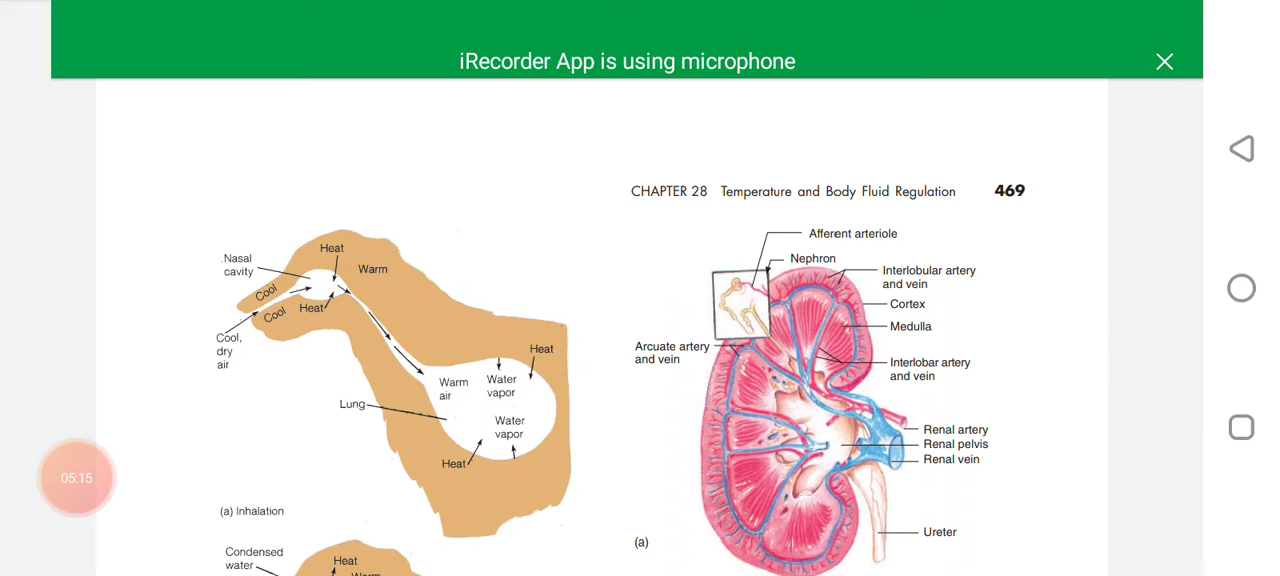 iRecorder App is using microphone
CHAPTER 28 Temperature and Body Fluid Regulation 469
Nasal
cavity
Heat
Warm
Cool
Cool
Heat
Cool,
dry
air
Heat
Warm
air
Water
vapor
Lung
Water
vapor
Heat
(a) Inhalation
Condensed
water
Heat
Warm
Afferent arteriole
Nephron
Interlobular artery
and vein
Cortex
Medulla
Arcuate artery
and vein
Interlobar artery
and vein
Renal artery
Renal pelvis
Renal vein
Ureter
(a)
05:15